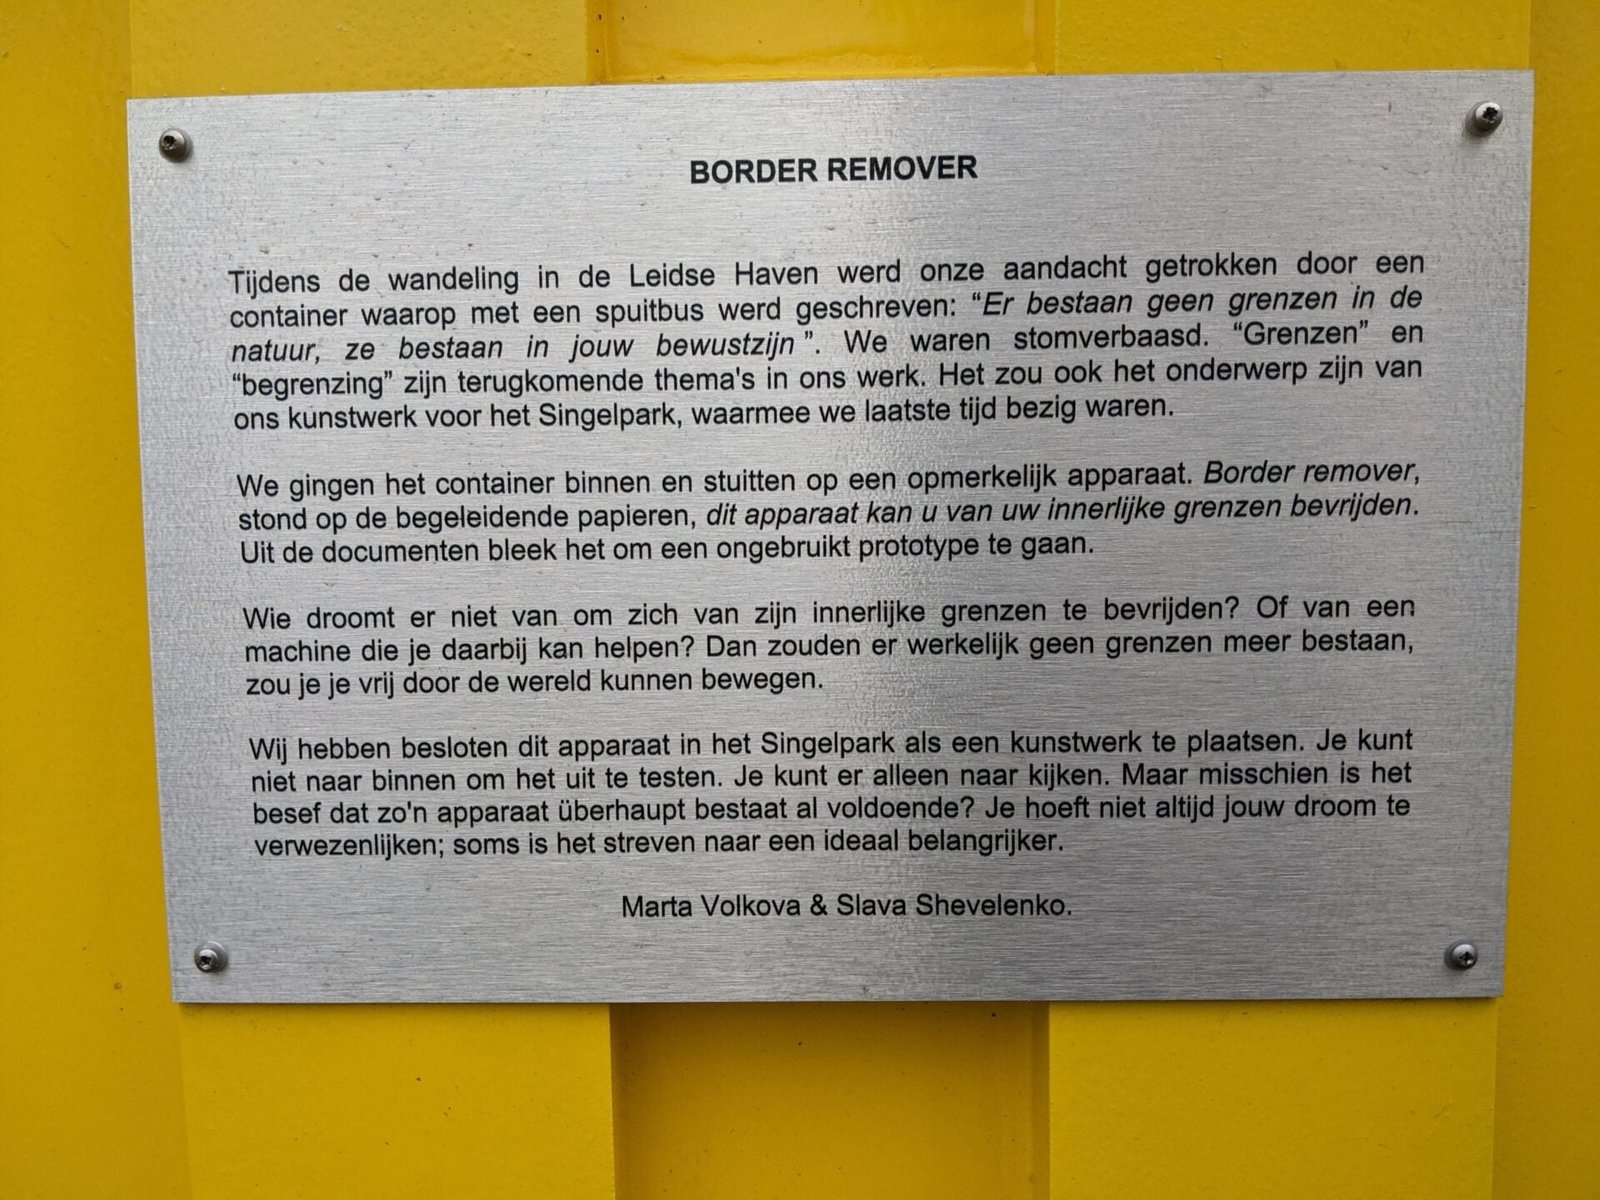 BORDER REMOVER
Tijdens de wandeling in de Leidse Haven werd onze aandacht getrokken door een
container waarop met een spuitbus werd geschreven: “Er bestaan geen grenzen in de
natuur, ze bestaan in jouw bewustzijn ”. We waren stomverbaasd. “Grenzen” en
“begrenzing” zijn terugkomende thema's in ons werk. Het zou ook het onderwerp zijn van
ons kunstwerk voor het Singelpark, waarmee we laatste tijd bezig waren.
We gingen het container binnen en stuitten op een opmerkelijk apparaat. Border remover,
stond op de begeleidende papieren, dit apparaat kan u van uw innerlijke grenzen bevrijden.
Uit de documenten bleek het om een ongebruikt prototype te gaan.
Wie droomt er niet van om zich van zijn innerlijke grenzen te bevrijden? Of van een
machine die je daarbij kan helpen? Dan zouden er werkelijk geen grenzen meer bestaan,
zou je je vrij door de wereld kunnen bewegen.
Wij hebben besloten dit apparaat in het Singelpark als een kunstwerk te plaatsen. Je kunt
niet naar binnen om het uit te testen. Je kunt er alleen naar kijken. Maar misschien is het
besef dat zo'n apparaat überhaupt bestaat al voldoende? Je hoeft niet altijd jouw droom te
verwezenlijken; soms is het streven naar een ideaal belangrijker.
Marta Volkova & Slava Shevelenko.